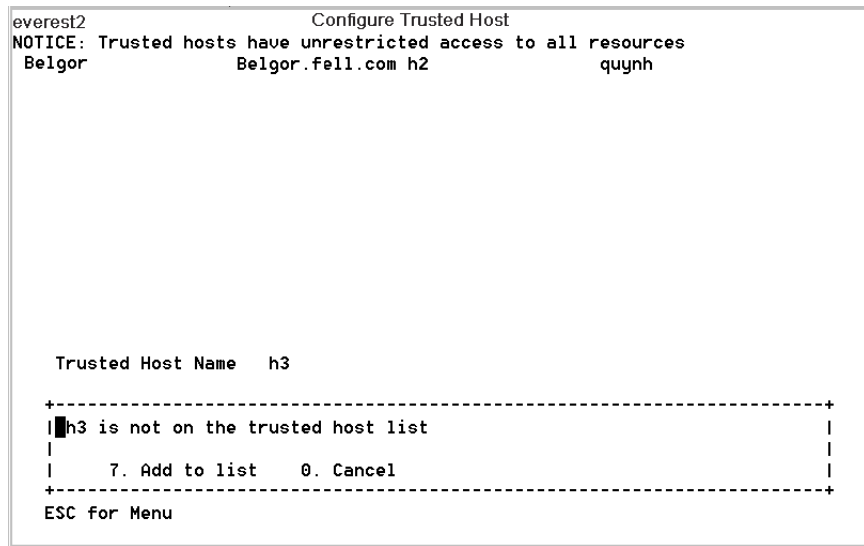 everest2 Configure Trusted Host
NOTICE: Trusted hosts have unrestricted access to all resources
Belgor Belgor.fell.com h2 quynh
Trusted Host Name h3
h3 is not on the trusted host list
7. Add to list 0. Cancel
ESC for Menu